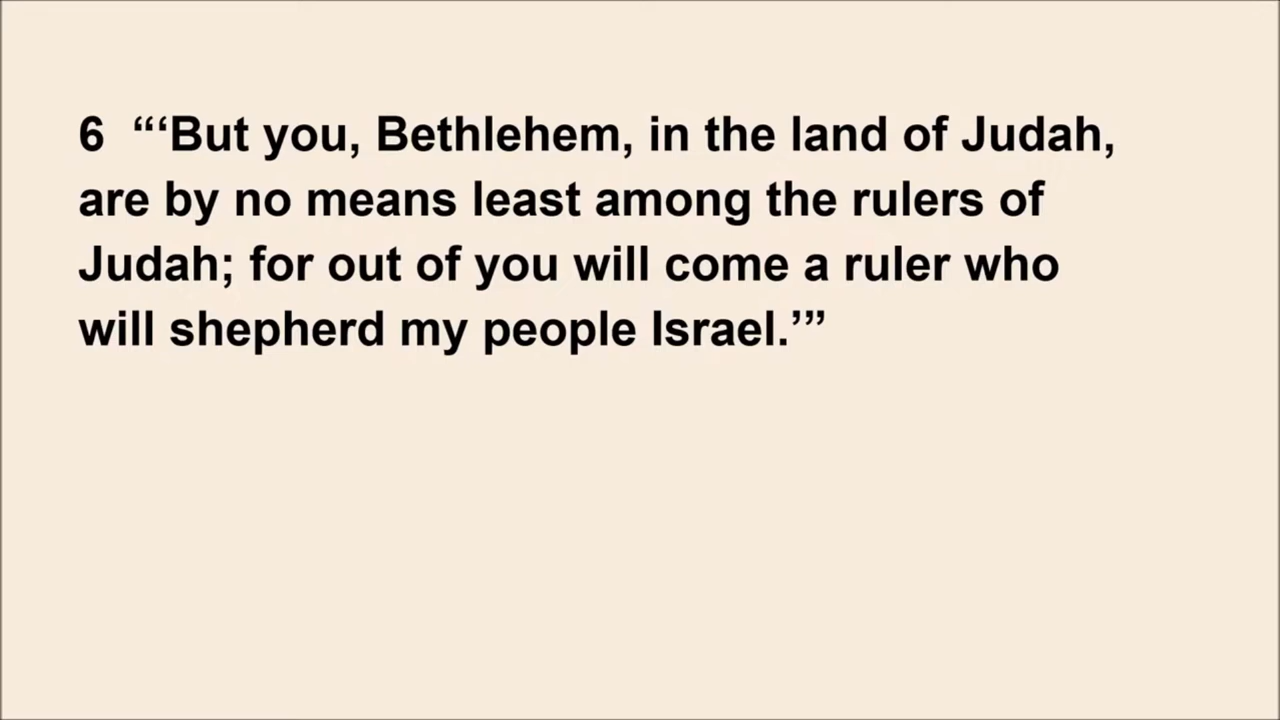 6 “‘But you, Bethlehem, in the land of Judah,
are by no means least among the rulers of
Judah; for out of you will come a ruler who
will shepherd my people Israel.’”